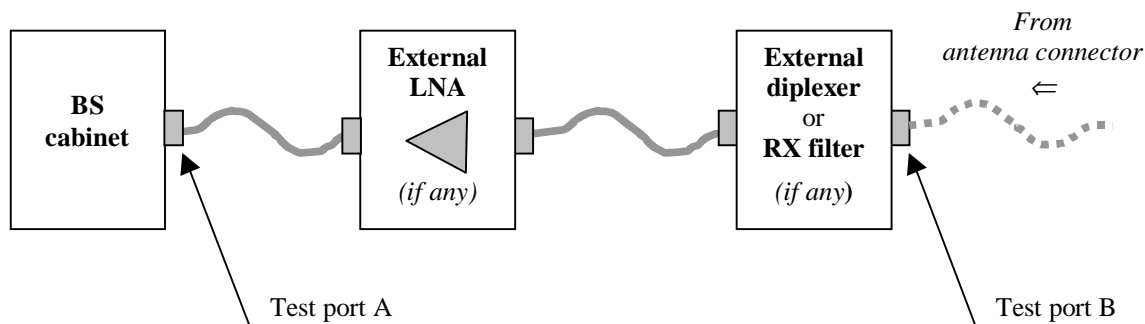 BS
cabinet
External
LNA
(if any)
External
diplexer
or
RX filter
(if any)
From
antenna connector
⇐
Test port A
Test port B